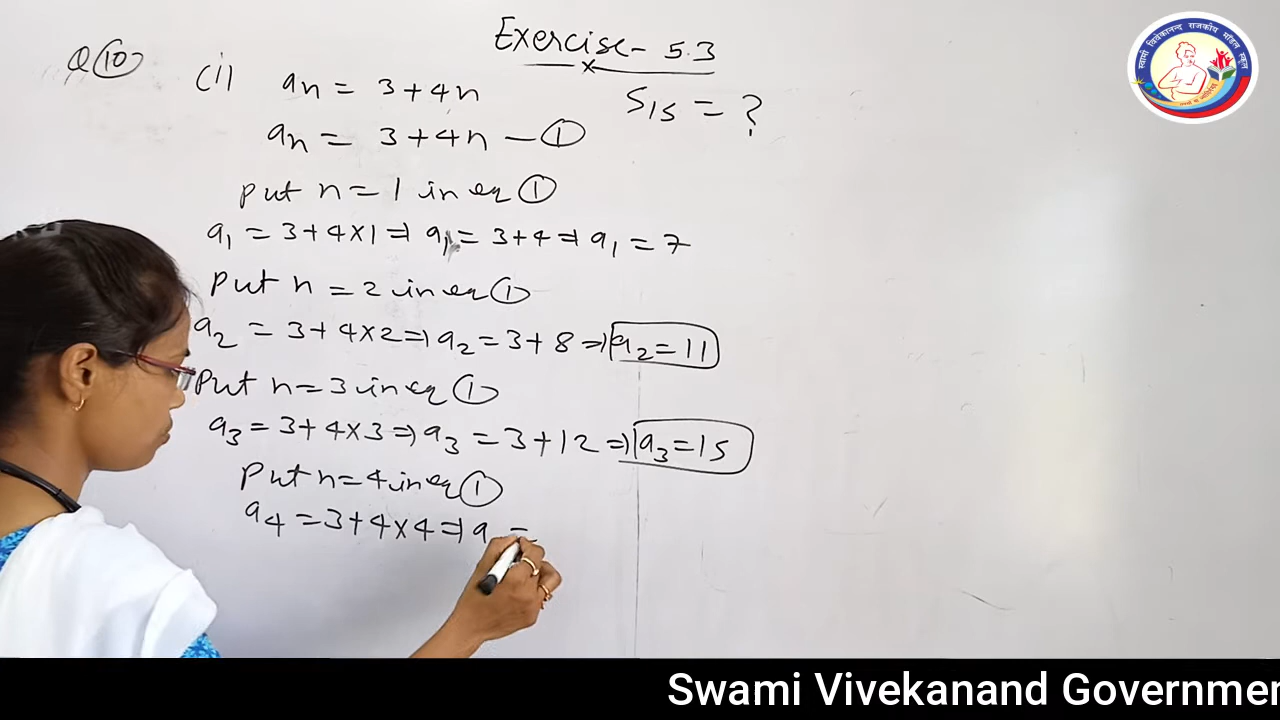 Exercise - 5.3
Q (10) (i) an = 3 + 4n S15 = ?
an = 3 + 4n — ①
Put n = 1 in eq ①
a1 = 3 + 4 × 1 ⇒ a1 = 3 + 4 ⇒ a1 = 7
Put n = 2 in eq ①
a2 = 3 + 4 × 2 ⇒ a2 = 3 + 8 ⇒ a2 = 11
Put n = 3 in eq ①
a3 = 3 + 4 × 3 ⇒ a3 = 3 + 12 ⇒ a3 = 15
Put n = 4 in eq ①
a4 = 3 + 4 × 4 ⇒ a =
स्वामी विवेकानन्द राजकीय मॉडल स्कूल
Swami Vivekanand Governmen